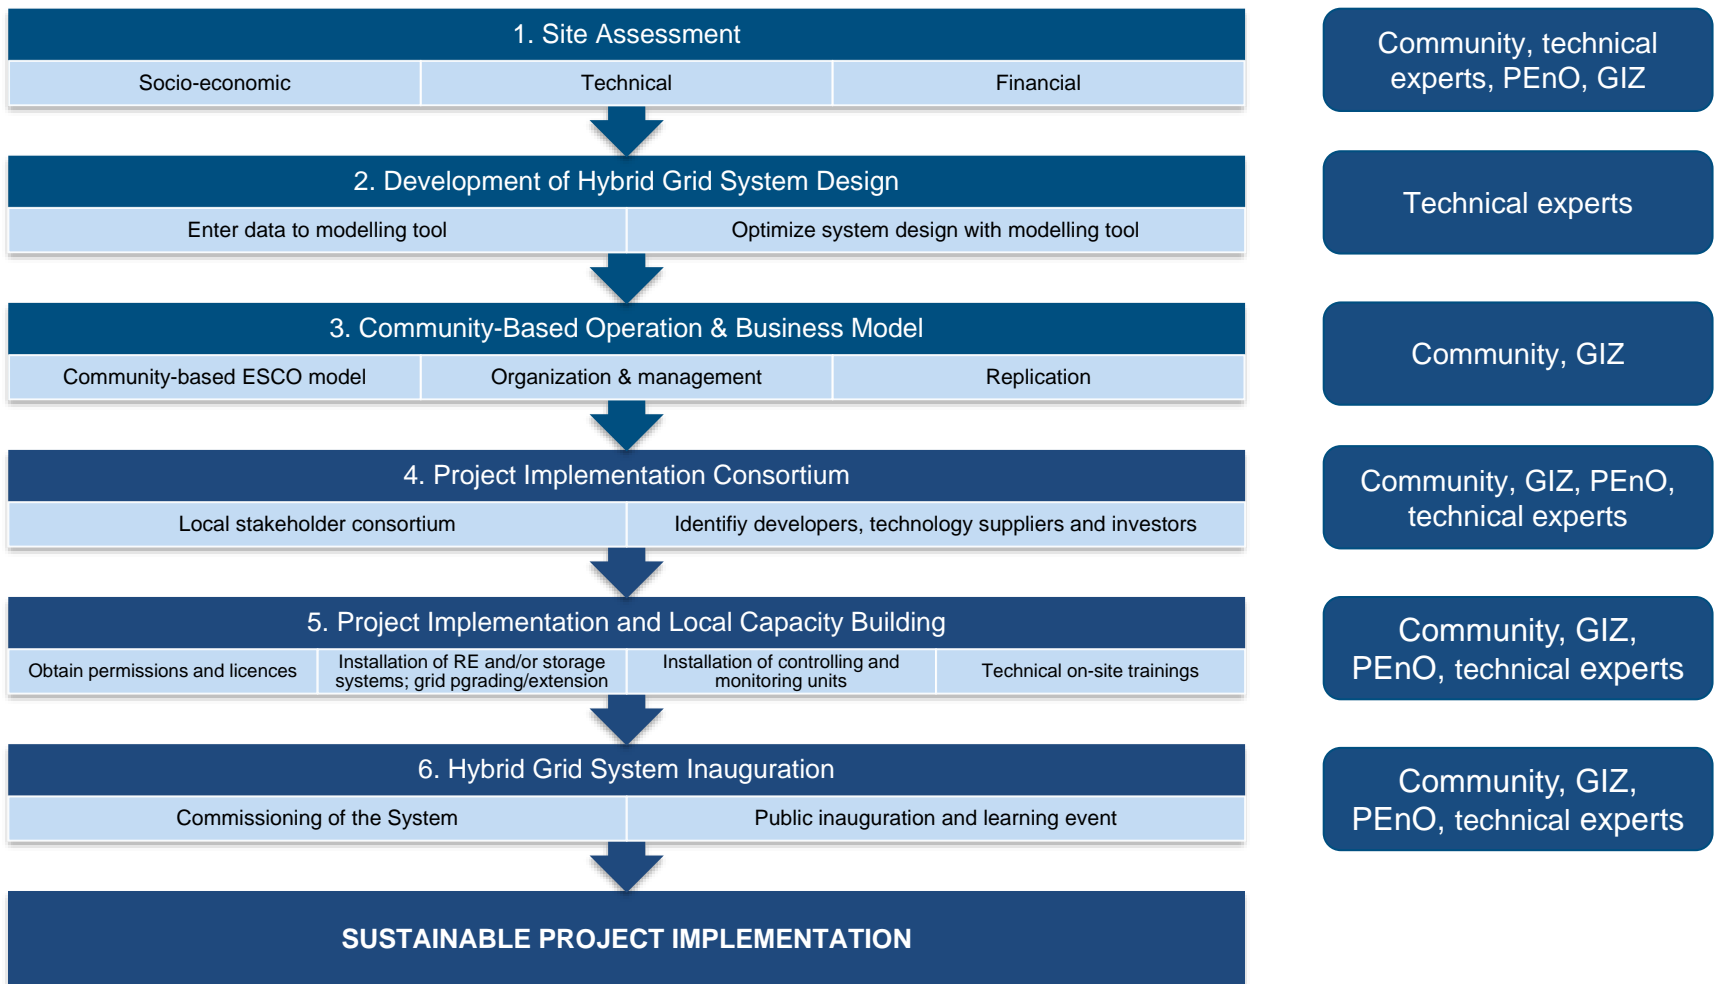 1. Site Assessment
Socio-economic
Technical
Financial
Community, technical
experts, PEnO, GIZ
2. Development of Hybrid Grid System Design
Enter data to modelling tool
Optimize system design with modelling tool
Technical experts
3. Community-Based Operation & Business Model
Community-based ESCO model
Organization & management
Replication
Community, GIZ
4. Project Implementation Consortium
Local stakeholder consortium
Identifiy developers, technology suppliers and investors
Community, GIZ, PEnO,
technical experts
5. Project Implementation and Local Capacity Building
Obtain permissions and licences
Installation of RE and/or storage
systems; grid pgrading/extension
Installation of controlling and
monitoring units
Technical on-site trainings
Community, GIZ,
PEnO, technical experts
6. Hybrid Grid System Inauguration
Commissioning of the System
Public inauguration and learning event
Community, GIZ,
PEnO, technical experts
SUSTAINABLE PROJECT IMPLEMENTATION